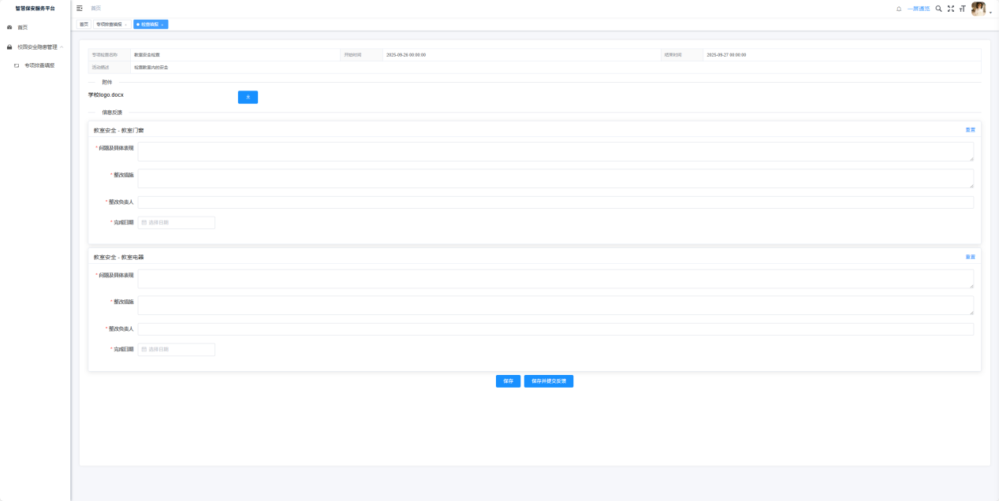 智慧保安服务平台
首页
一屏通览
首页
校园安全隐患管理
专项排查填报
首页
专项排查填报
检查填报
专项检查名称 教室安全检查 开始时间 2025-09-26 00:00:00 结束时间 2025-09-27 00:00:00
活动描述 检查教室内的安全
附件
学校logo.docx
信息反馈
教室安全 - 教室门窗 重置
* 问题及具体表现
* 整改措施
* 整改负责人
* 完成日期 选择日期
教室安全 - 教室电器 重置
* 问题及具体表现
* 整改措施
* 整改负责人
* 完成日期 选择日期
保存 保存并提交反馈